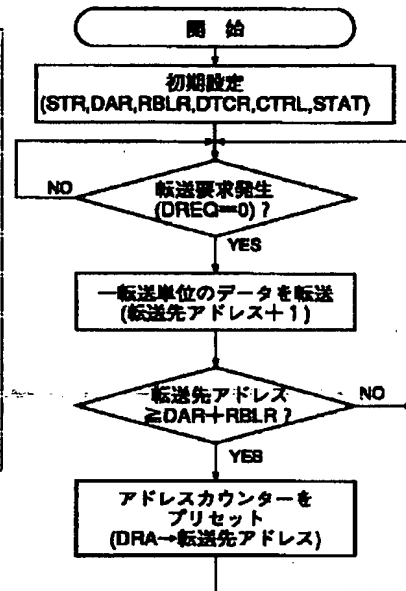 開 始
初期設定
(STR,DAR,RBLR,DTCR,CTRL,STAT)
転送要求発生
(DREQ=0)?
NO
YES
一転送単位のデータを転送
(転送先アドレス+1)
転送先アドレス
≧DAR+RBLR?
NO
YES
アドレスカウンターを
プリセット
(DRA→転送先アドレス)